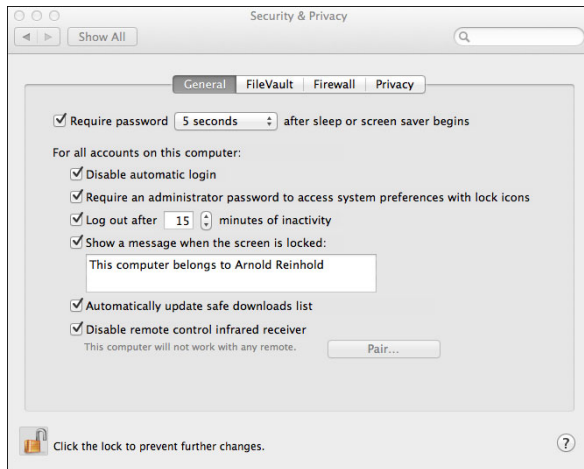 Security & Privacy
Show All
General FileVault Firewall Privacy
Require password 5 seconds after sleep or screen saver begins
For all accounts on this computer:
Disable automatic login
Require an administrator password to access system preferences with lock icons
Log out after 15 minutes of inactivity
Show a message when the screen is locked:
This computer belongs to Arnold Reinhold
Automatically update safe downloads list
Disable remote control infrared receiver
This computer will not work with any remote. Pair...
Click the lock to prevent further changes. ?